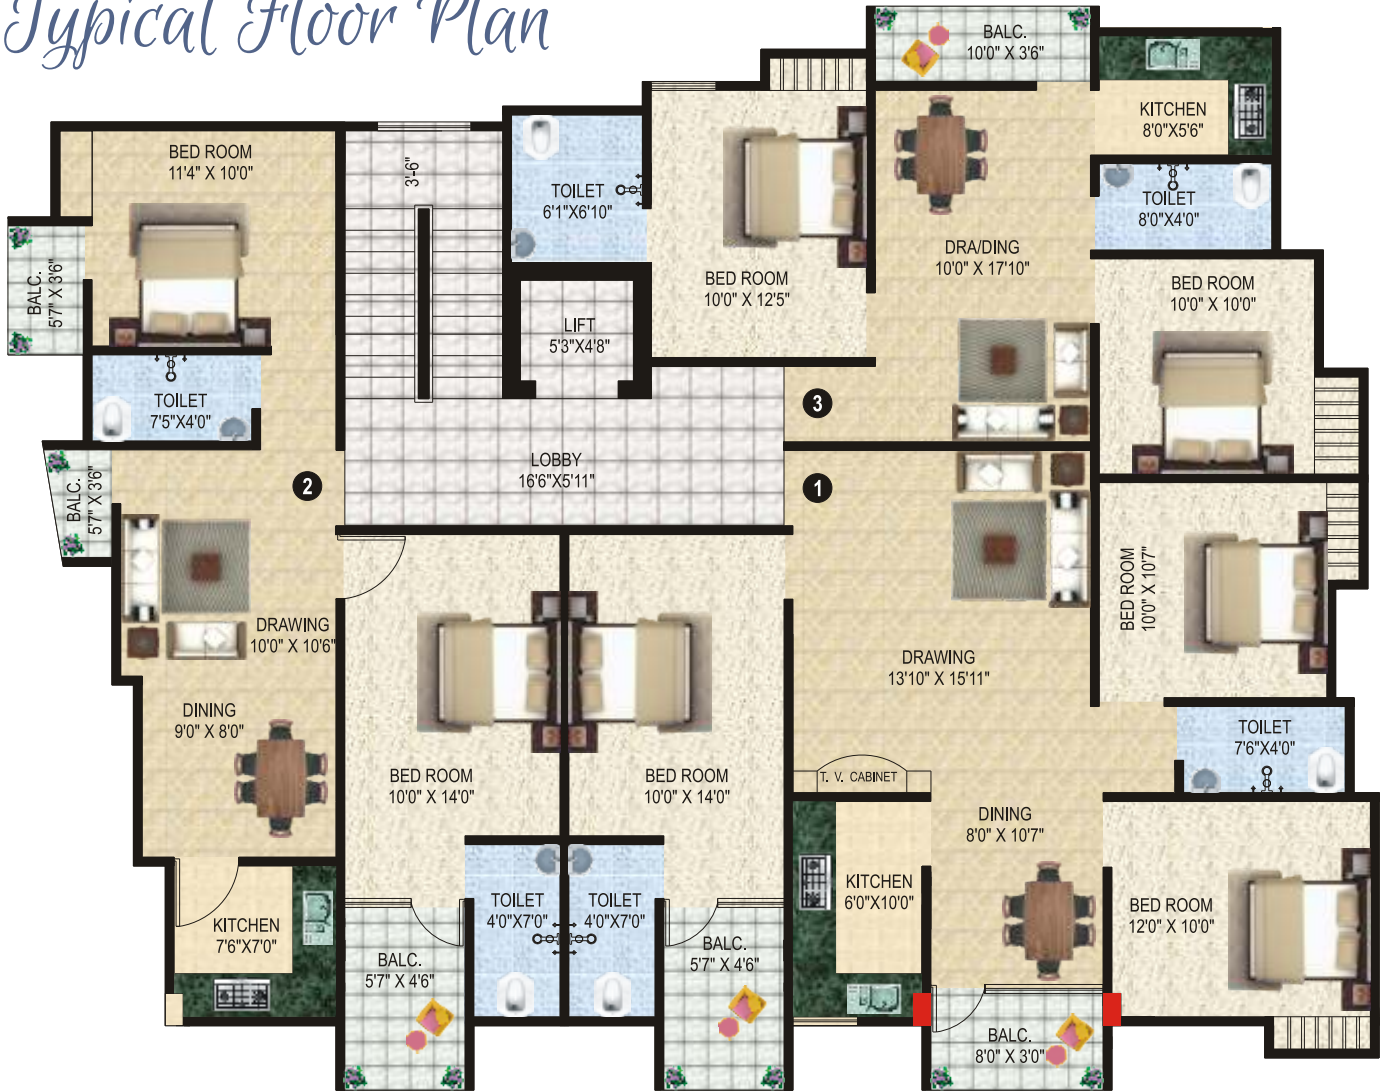 Typical Floor Plan
BALC.
10'0" X 3'6"
KITCHEN
8'0"X5'6"
BED ROOM
11'4" X 10'0"
3'-6"
TOILET
6'1"X6'10"
TOILET
8'0"X4'0"
DRA/DING
10'0" X 17'10"
BALC.
5'7" X 3'6"
BED ROOM
10'0" X 12'5"
BED ROOM
10'0" X 10'0"
LIFT
5'3"X4'8"
TOILET
7'5"X4'0"
3
LOBBY
16'6"X5'11"
2
1
BALC.
5'7" X 3'6"
BED ROOM
10'0" X 10'7"
DRAWING
10'0" X 10'6"
DRAWING
13'10" X 15'11"
DINING
9'0" X 8'0"
TOILET
7'6"X4'0"
BED ROOM
10'0" X 14'0"
BED ROOM
10'0" X 14'0"
T. V. CABINET
DINING
8'0" X 10'7"
KITCHEN
6'0"X10'0"
TOILET
4'0"X7'0"
TOILET
4'0"X7'0"
BED ROOM
12'0" X 10'0"
KITCHEN
7'6"X7'0"
BALC.
5'7" X 4'6"
BALC.
5'7" X 4'6"
BALC.
8'0" X 3'0"